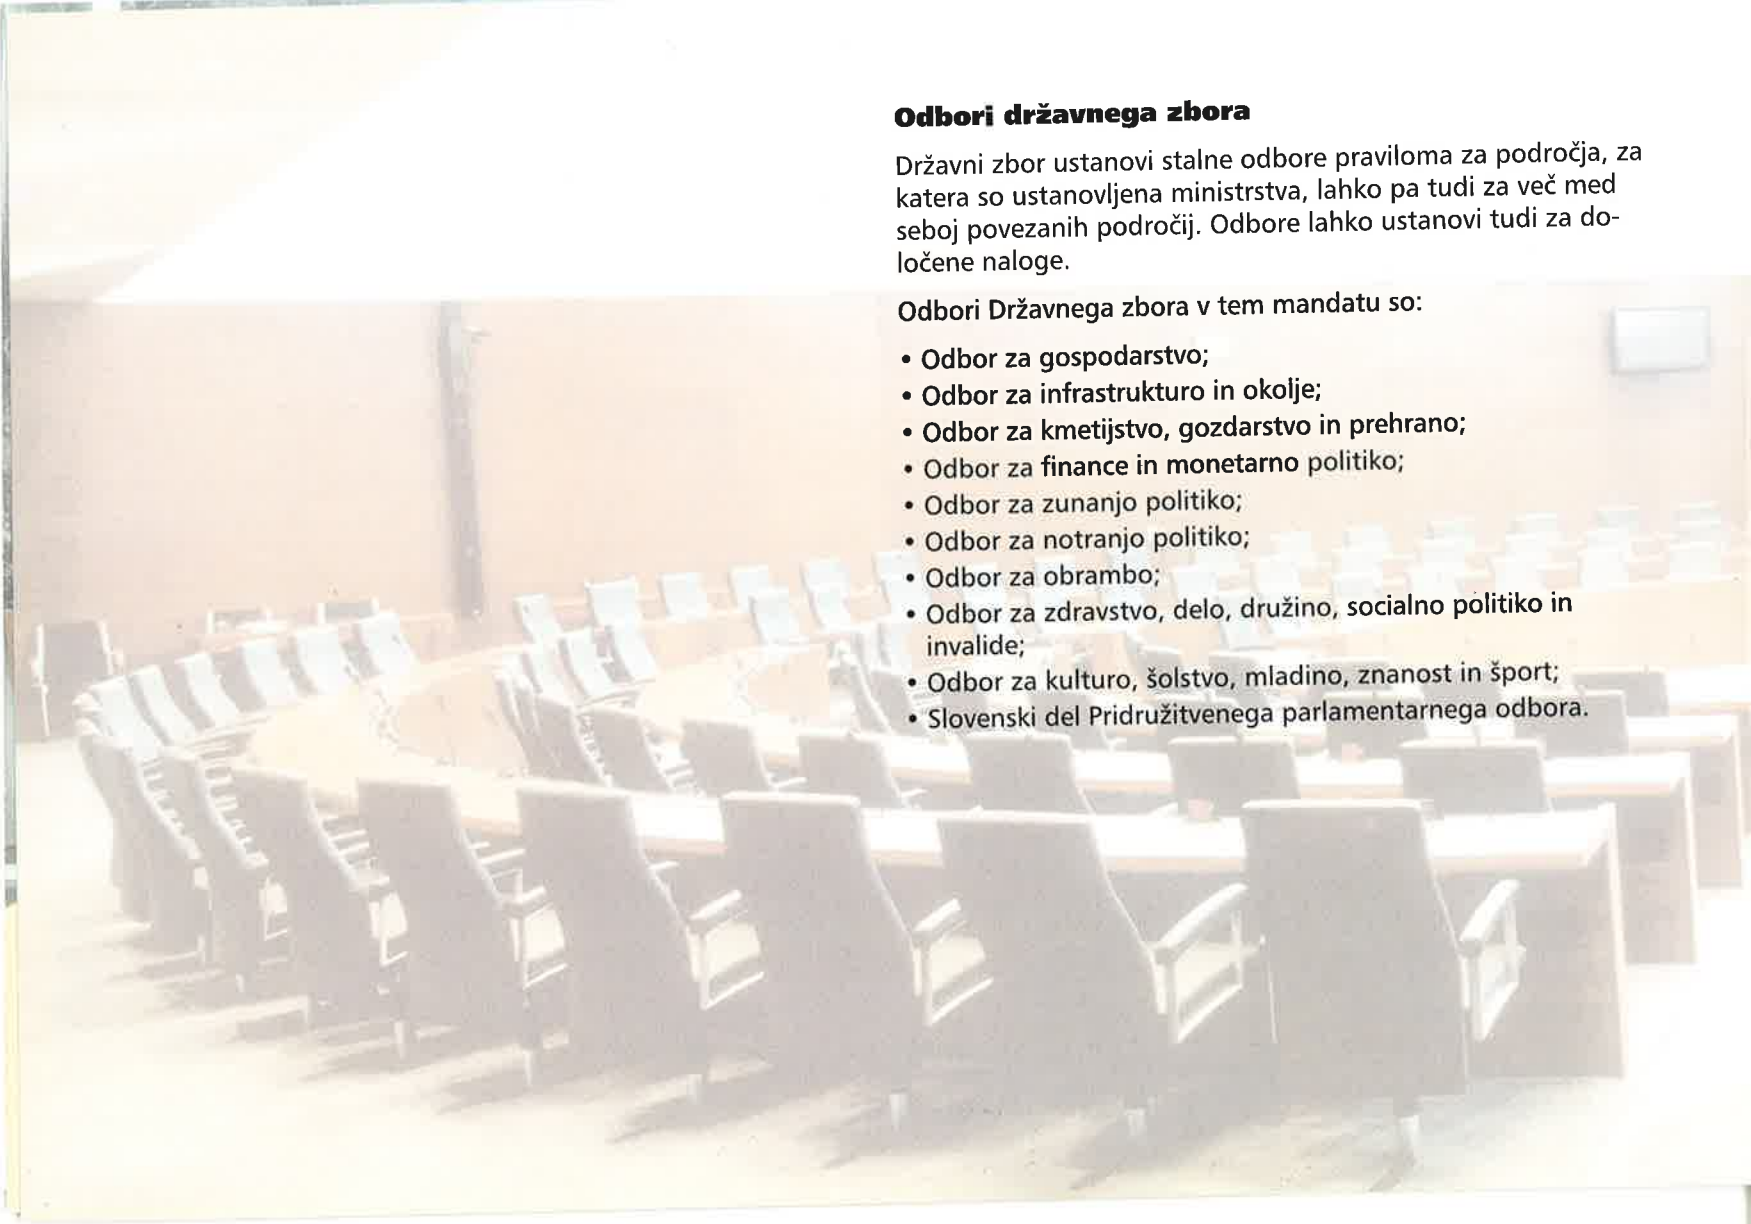 Odbori državnega zbora
Državni zbor ustanovi stalne odbore praviloma za področja, za
katera so ustanovljena ministrstva, lahko pa tudi za več med
seboj povezanih področij. Odbore lahko ustanovi tudi za do-
ločene naloge.
Odbori Državnega zbora v tem mandatu so:
• Odbor za gospodarstvo;
• Odbor za infrastrukturo in okolje;
• Odbor za kmetijstvo, gozdarstvo in prehrano;
• Odbor za finance in monetarno politiko;
• Odbor za zunanjo politiko;
• Odbor za notranjo politiko;
• Odbor za obrambo;
• Odbor za zdravstvo, delo, družino, socialno politiko in
invalide;
• Odbor za kulturo, šolstvo, mladino, znanost in šport;
• Slovenski del Pridružitvenega parlamentarnega odbora.